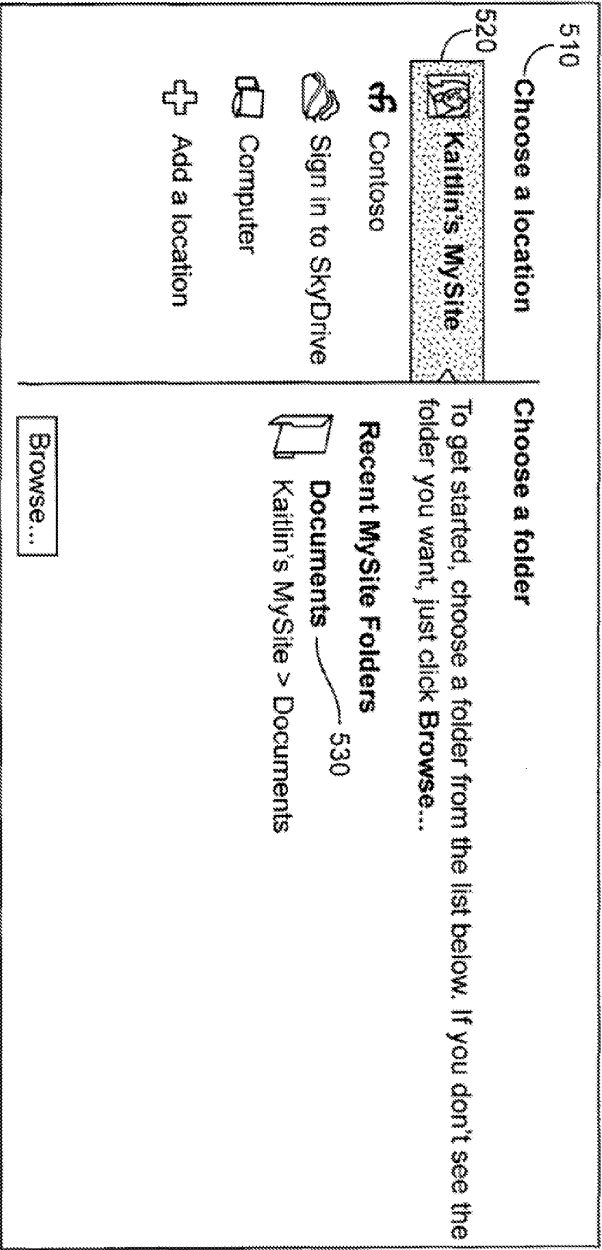 510
Choose a location
520
Kaitlin's MySite
Contoso
Sign in to SkyDrive
Computer
Add a location
Choose a folder
To get started, choose a folder from the list below. If you don't see the
folder you want, just click Browse...
Recent MySite Folders
Documents
530
Kaitlin's MySite > Documents
Browse...